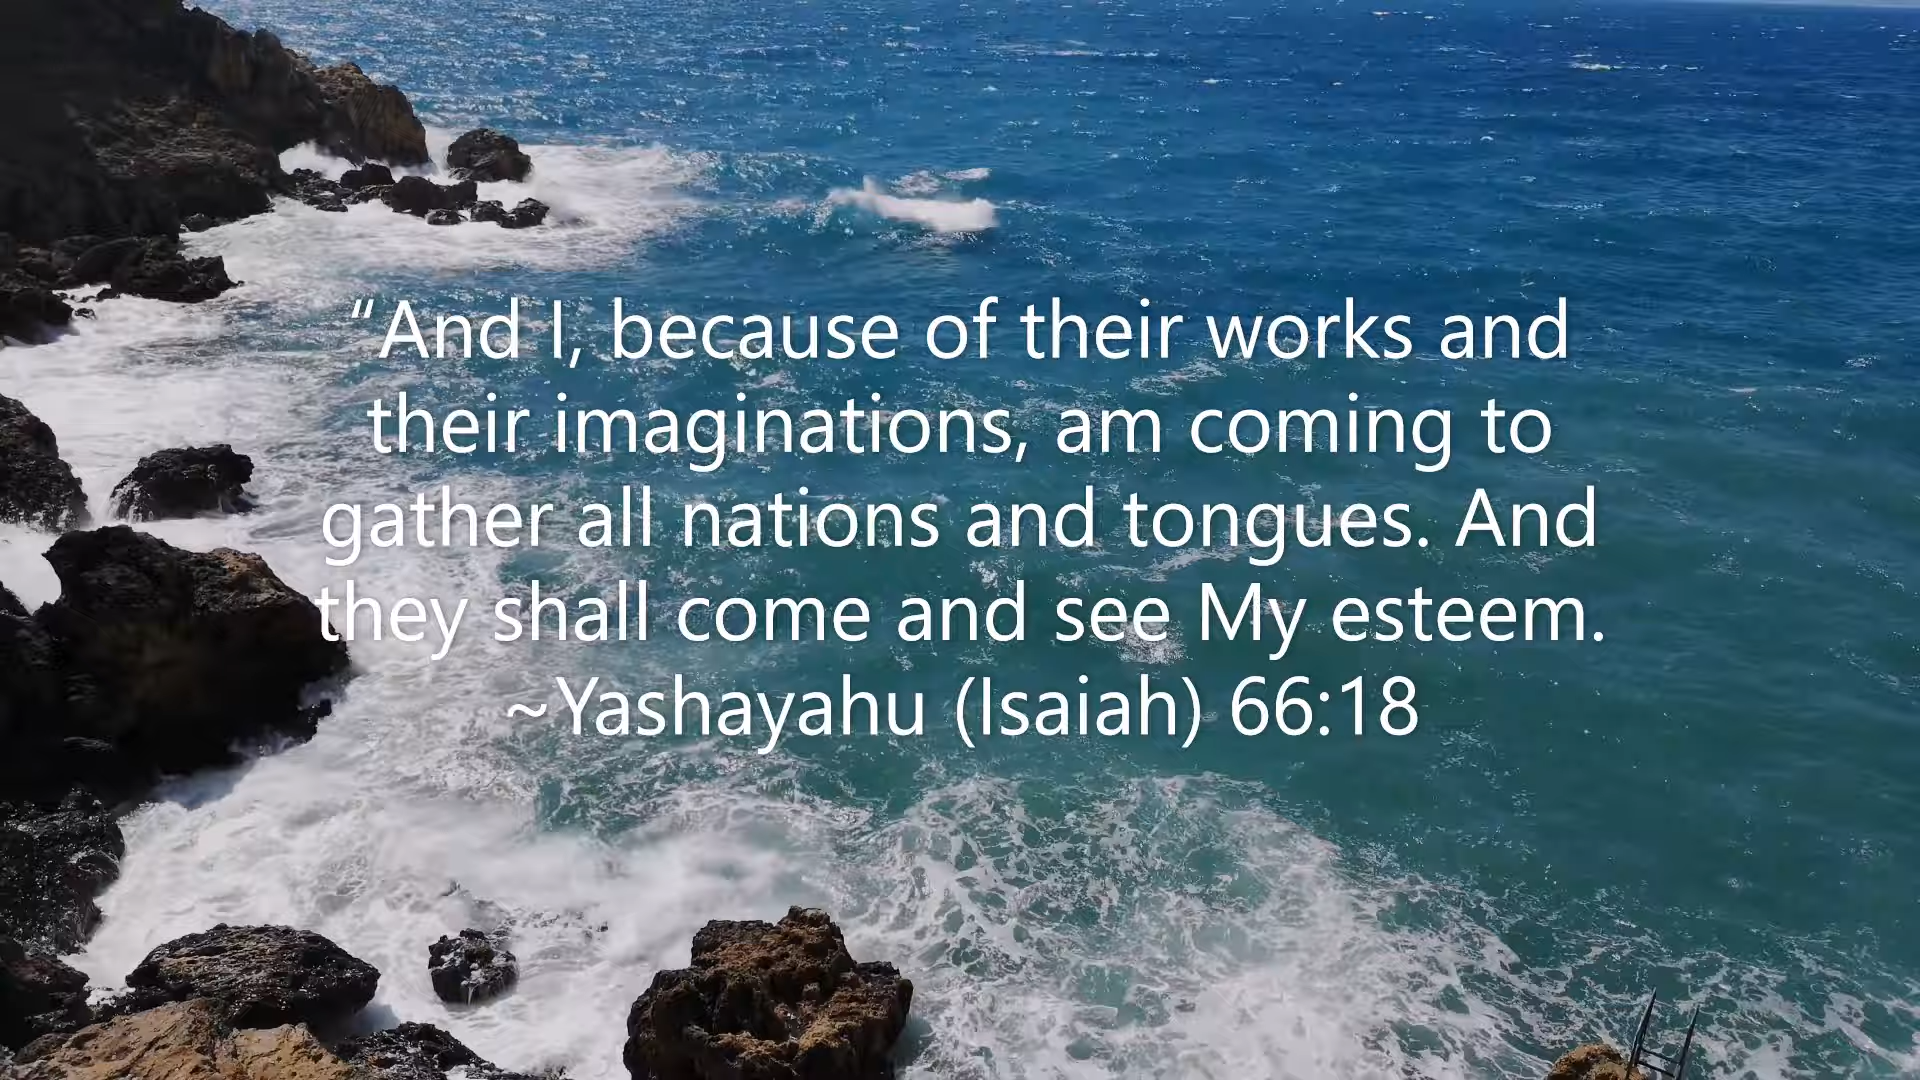 “And I, because of their works and
their imaginations, am coming to
gather all nations and tongues. And
they shall come and see My esteem.
~Yashayahu (Isaiah) 66:18